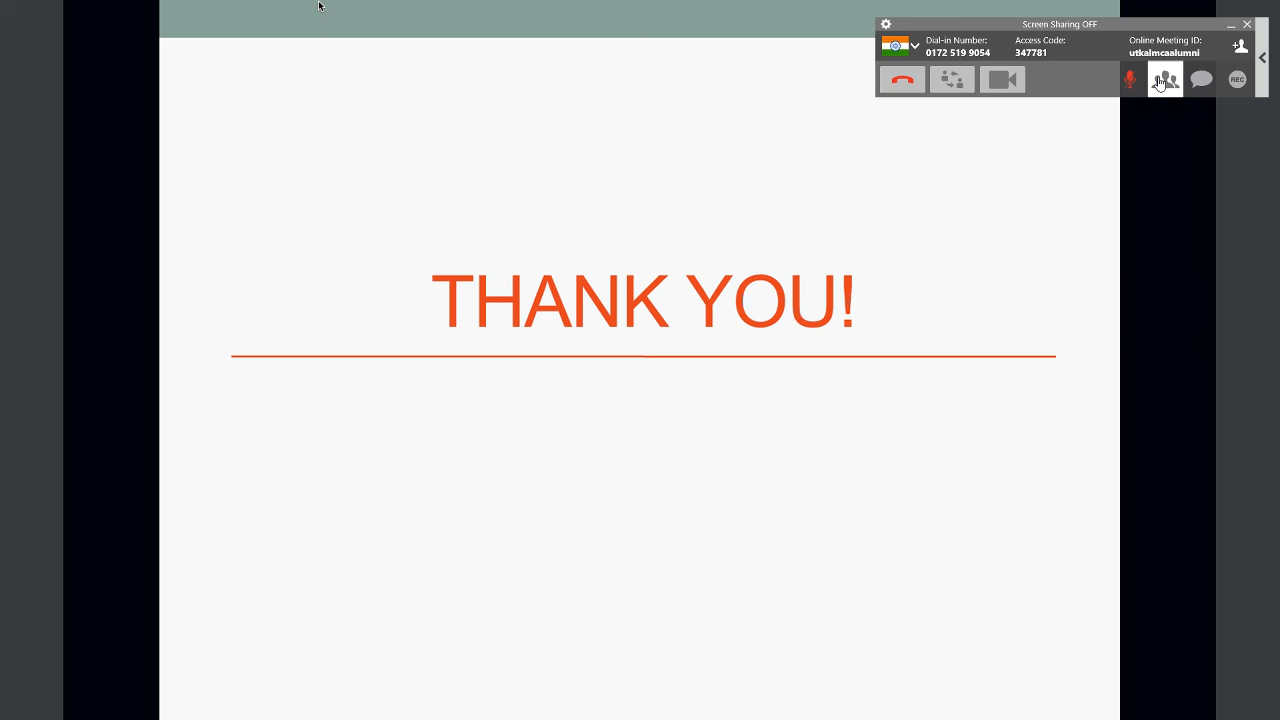 Screen Sharing OFF
Dial-in Number: Access Code: Online Meeting ID:
0172 519 9054 347781 utkalmcaalumni
REC
THANK YOU!